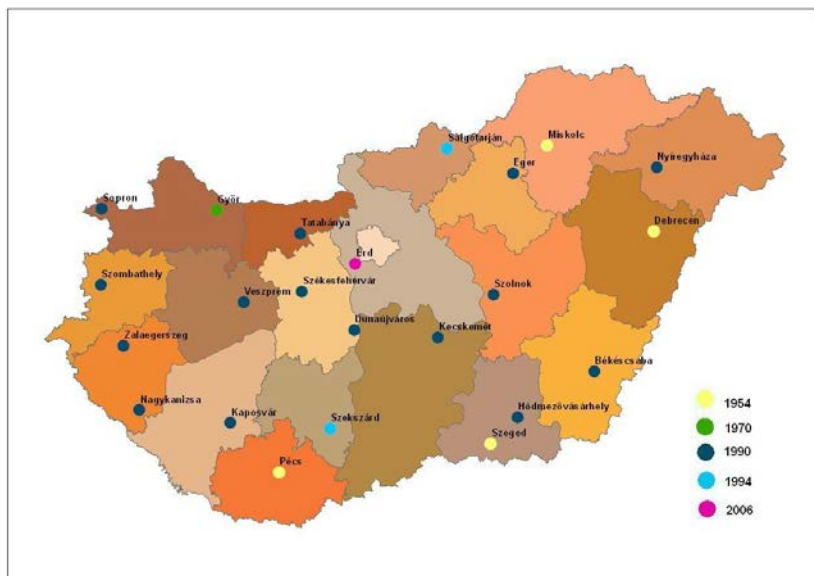 Salgótarján
Miskolc
Eger
Nyíregyháza
Sopron
Győr
Tatabánya
Debrecen
Érd
Szombathely
Veszprém
Székesfehérvár
Szolnok
Dunaújváros
Kecskemét
Zalaegerszeg
Békéscsaba
Nagykanizsa
Kaposvár
Szekszárd
Hódmezővásárhely
Szeged
Pécs
1954
1970
1990
1994
2006